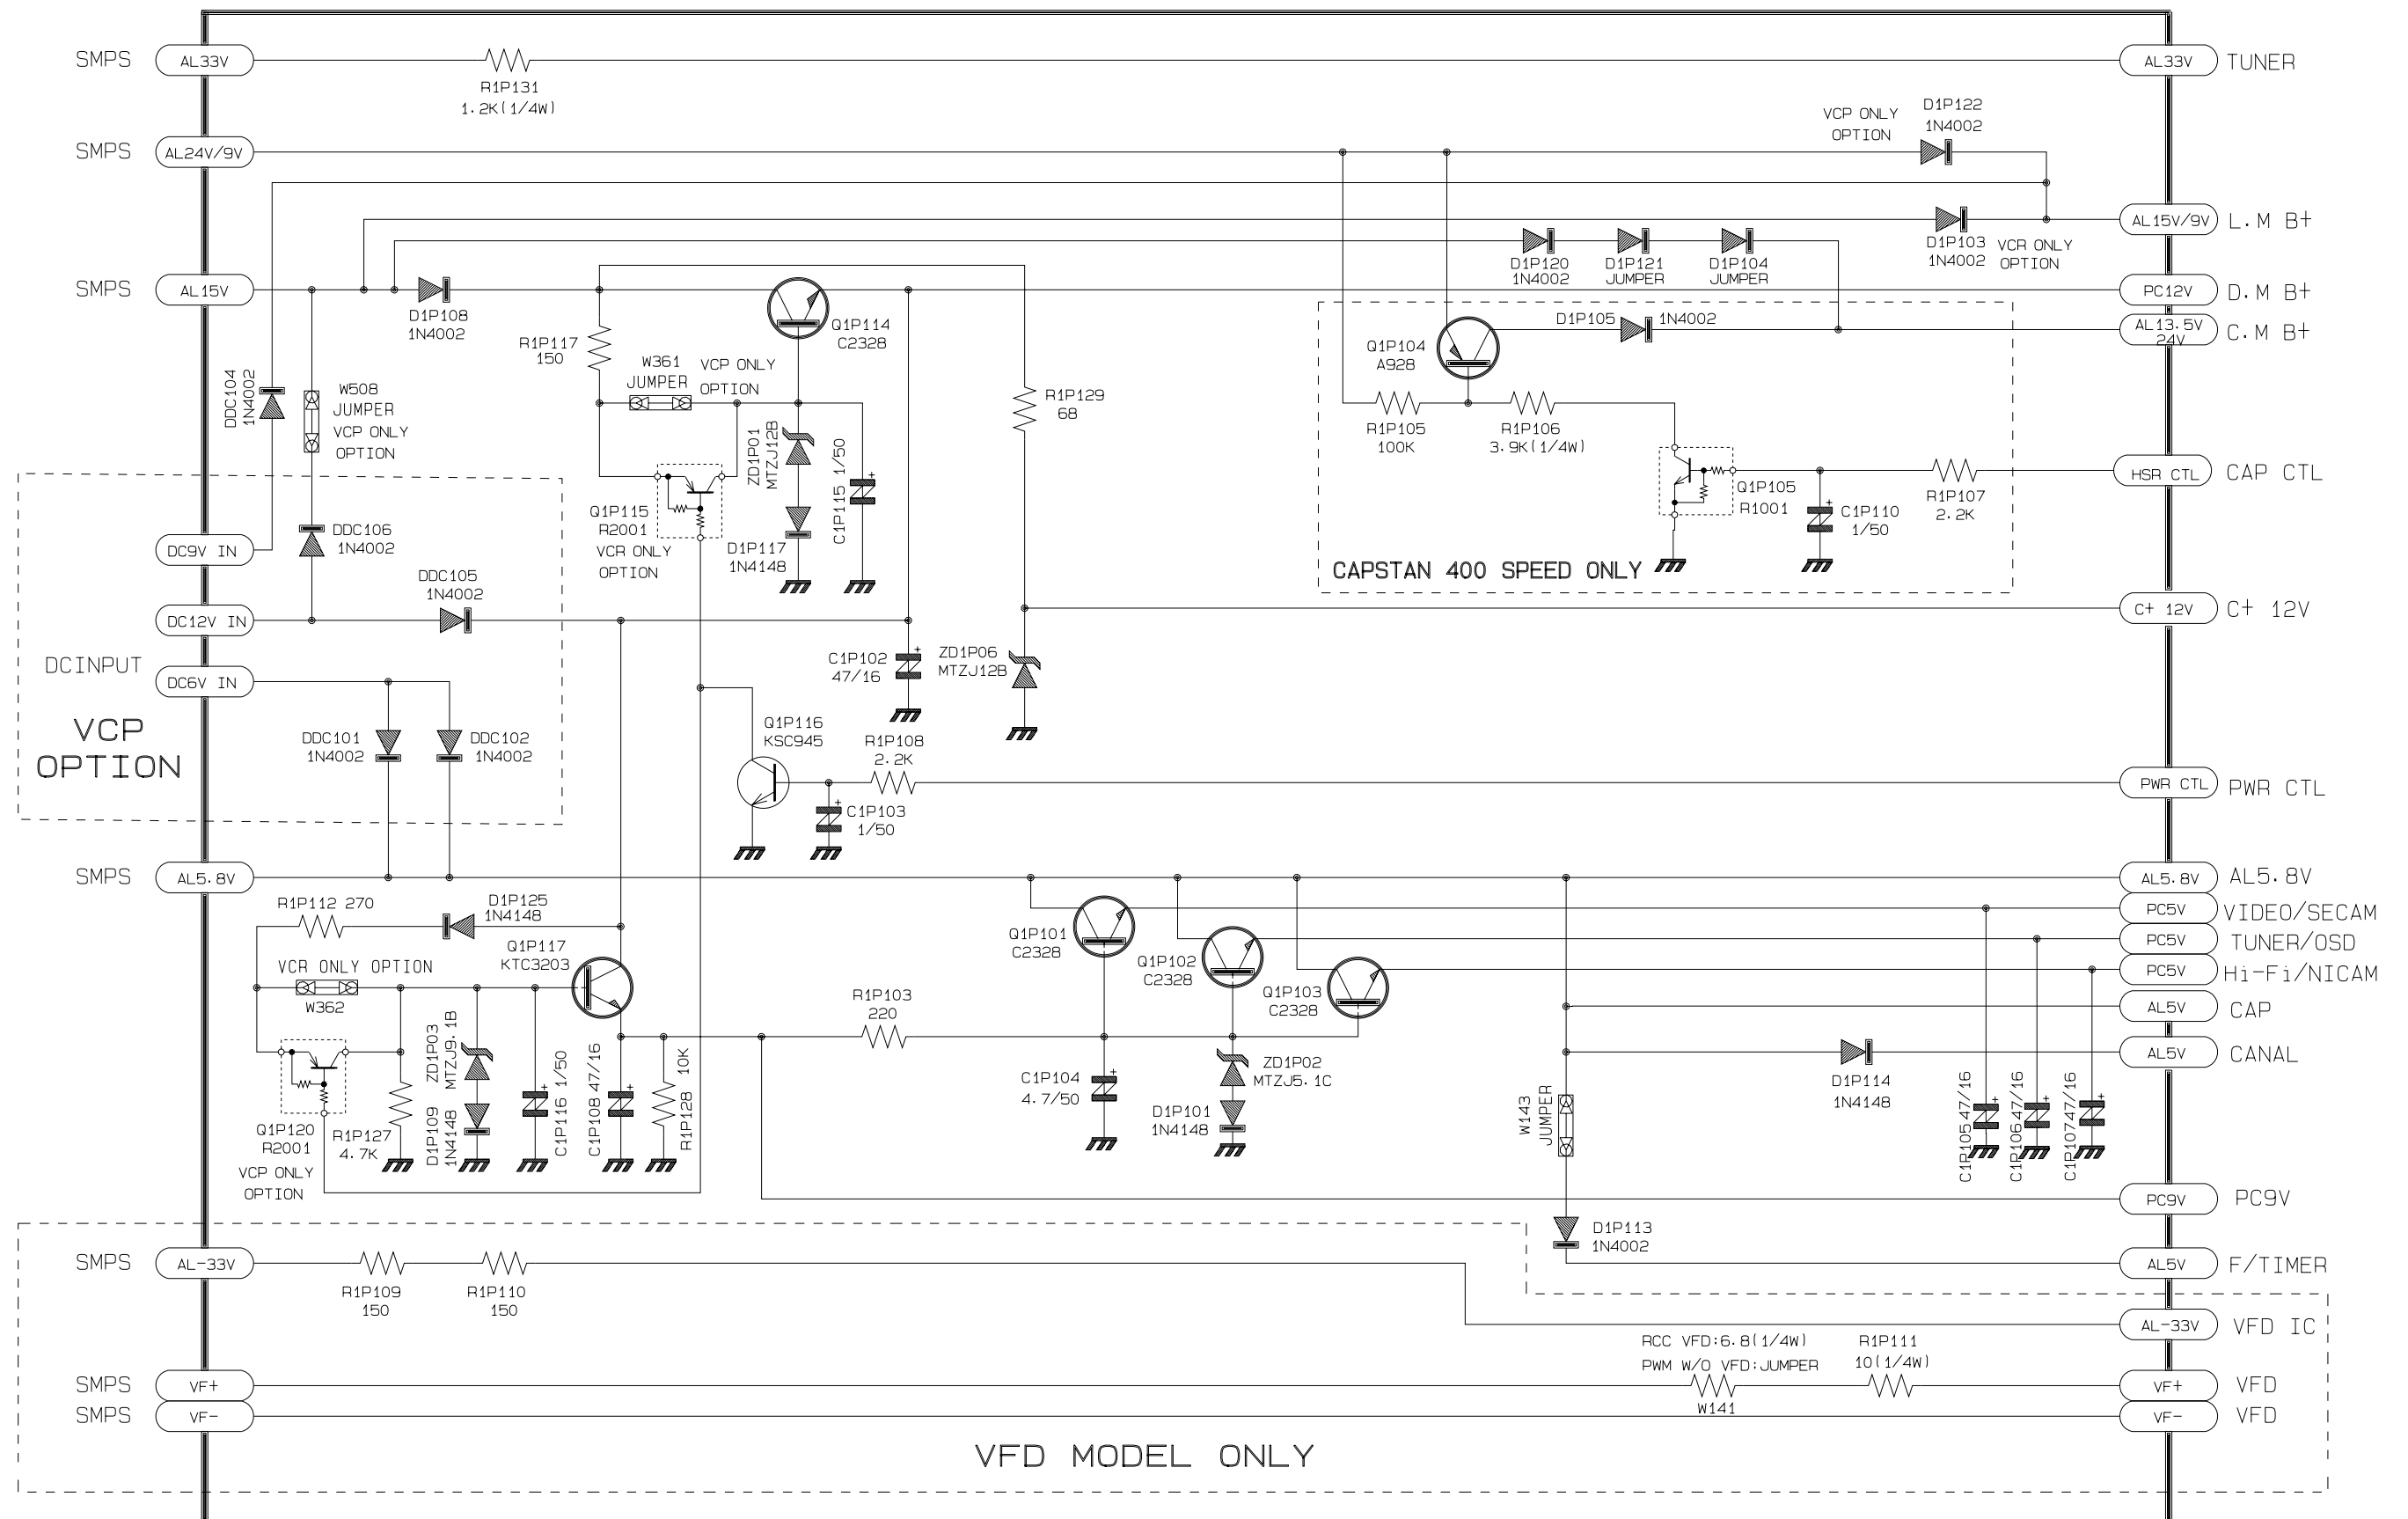 SMPS
AL33V
R1P131
1.2K(1/4W)
AL33V
TUNER
SMPS
AL24V/9V
VCP ONLY
OPTION
D1P122
1N4002
AL15V/9V
L.M B+
D1P103
1N4002
VCR ONLY
OPTION
D1P120
1N4002
D1P121
JUMPER
D1P104
JUMPER
SMPS
AL15V
D1P108
1N4002
Q1P114
C2328
PC12V
D.M B+
AL13.5V
24V
C.M B+
D1P105
1N4002
Q1P104
A928
R1P117
150
W361
JUMPER
VCP ONLY
OPTION
DDC104
1N4002
W508
JUMPER
VCP ONLY
OPTION
R1P129
68
R1P105
100K
R1P106
3.9K(1/4W)
ZD1P01
MTZJ12B
C1P115 1/50
Q1P115
R2001
VCR ONLY
OPTION
D1P117
1N4148
Q1P105
R1001
C1P110
1/50
R1P107
2.2K
HSR CTL
CAP CTL
CAPSTAN 400 SPEED ONLY
DC9V IN
DDC106
1N4002
DDC105
1N4002
DC12V IN
C+ 12V
C+ 12V
DCINPUT
DC6V IN
VCP
OPTION
DDC101
1N4002
DDC102
1N4002
C1P102
47/16
ZD1P06
MTZJ12B
Q1P116
KSC945
R1P108
2.2K
C1P103
1/50
PWR CTL
PWR CTL
SMPS
AL5.8V
AL5.8V
AL5.8V
R1P112 270
D1P125
1N4148
Q1P117
KTC3203
VCR ONLY OPTION
W362
Q1P101
C2328
Q1P102
C2328
Q1P103
C2328
PC5V
VIDEO/SECAM
PC5V
TUNER/OSD
PC5V
Hi-Fi/NICAM
AL5V
CAP
AL5V
CANAL
R1P103
220
ZD1P03
MTZJ9.1B
D1P109
1N4148
C1P116 1/50
C1P108 47/16
R1P128 10K
Q1P120
R2001
VCP ONLY
OPTION
R1P127
4.7K
C1P104
4.7/50
ZD1P02
MTZJ5.1C
D1P101
1N4148
W143
JUMPER
D1P114
1N4148
C1P105 47/16
C1P106 47/16
C1P107 47/16
PC9V
PC9V
D1P113
1N4002
AL5V
F/TIMER
SMPS
AL-33V
R1P109
150
R1P110
150
AL-33V
VFD IC
RCC VFD:6.8(1/4W)
PWM W/O VFD:JUMPER
W141
R1P111
10(1/4W)
SMPS
VF+
VF+
VFD
SMPS
VF-
VF-
VFD
VFD MODEL ONLY